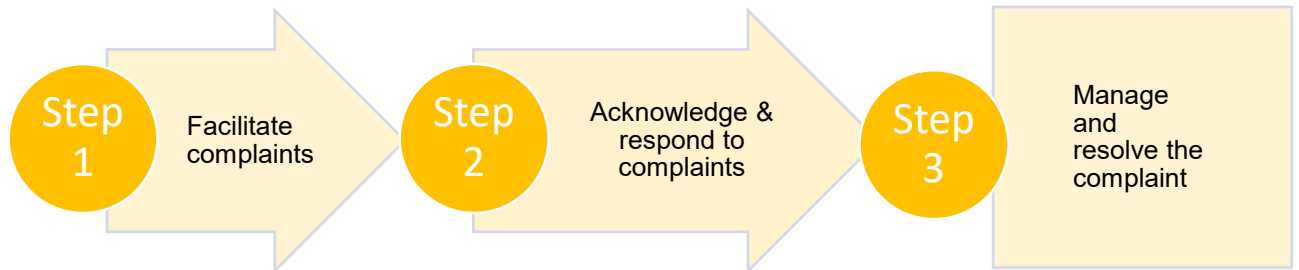 Step
1
Facilitate
complaints
Step
2
Acknowledge &
respond to
complaints
Step
3
Manage
and
resolve the
complaint